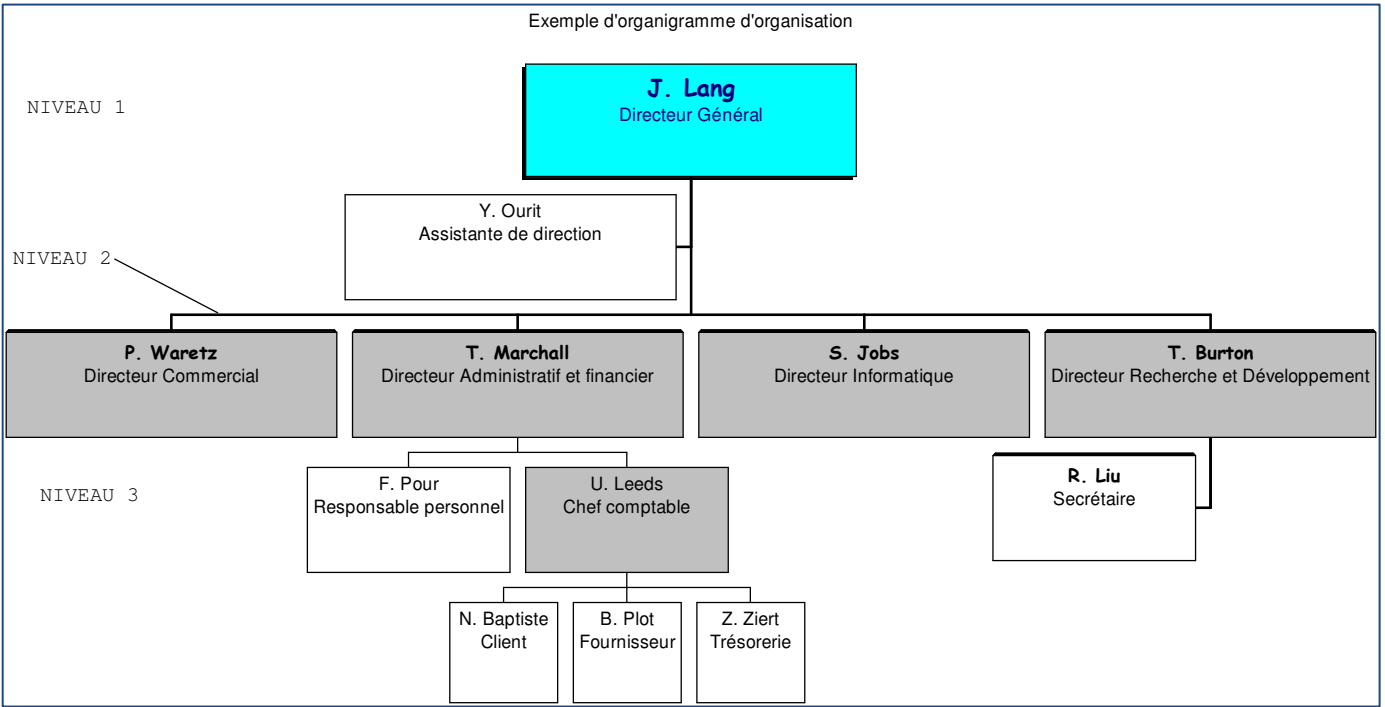 Exemple d'organigramme d'organisation
NIVEAU 1
J. Lang
Directeur Général
Y. Ourit
Assistante de direction
NIVEAU 2
P. Waretz
Directeur Commercial
T. Marchall
Directeur Administratif et financier
S. Jobs
Directeur Informatique
T. Burton
Directeur Recherche et Développement
NIVEAU 3
F. Pour
Responsable personnel
U. Leeds
Chef comptable
R. Liu
Secrétaire
N. Baptiste
Client
B. Plot
Fournisseur
Z. Ziert
Trésorerie